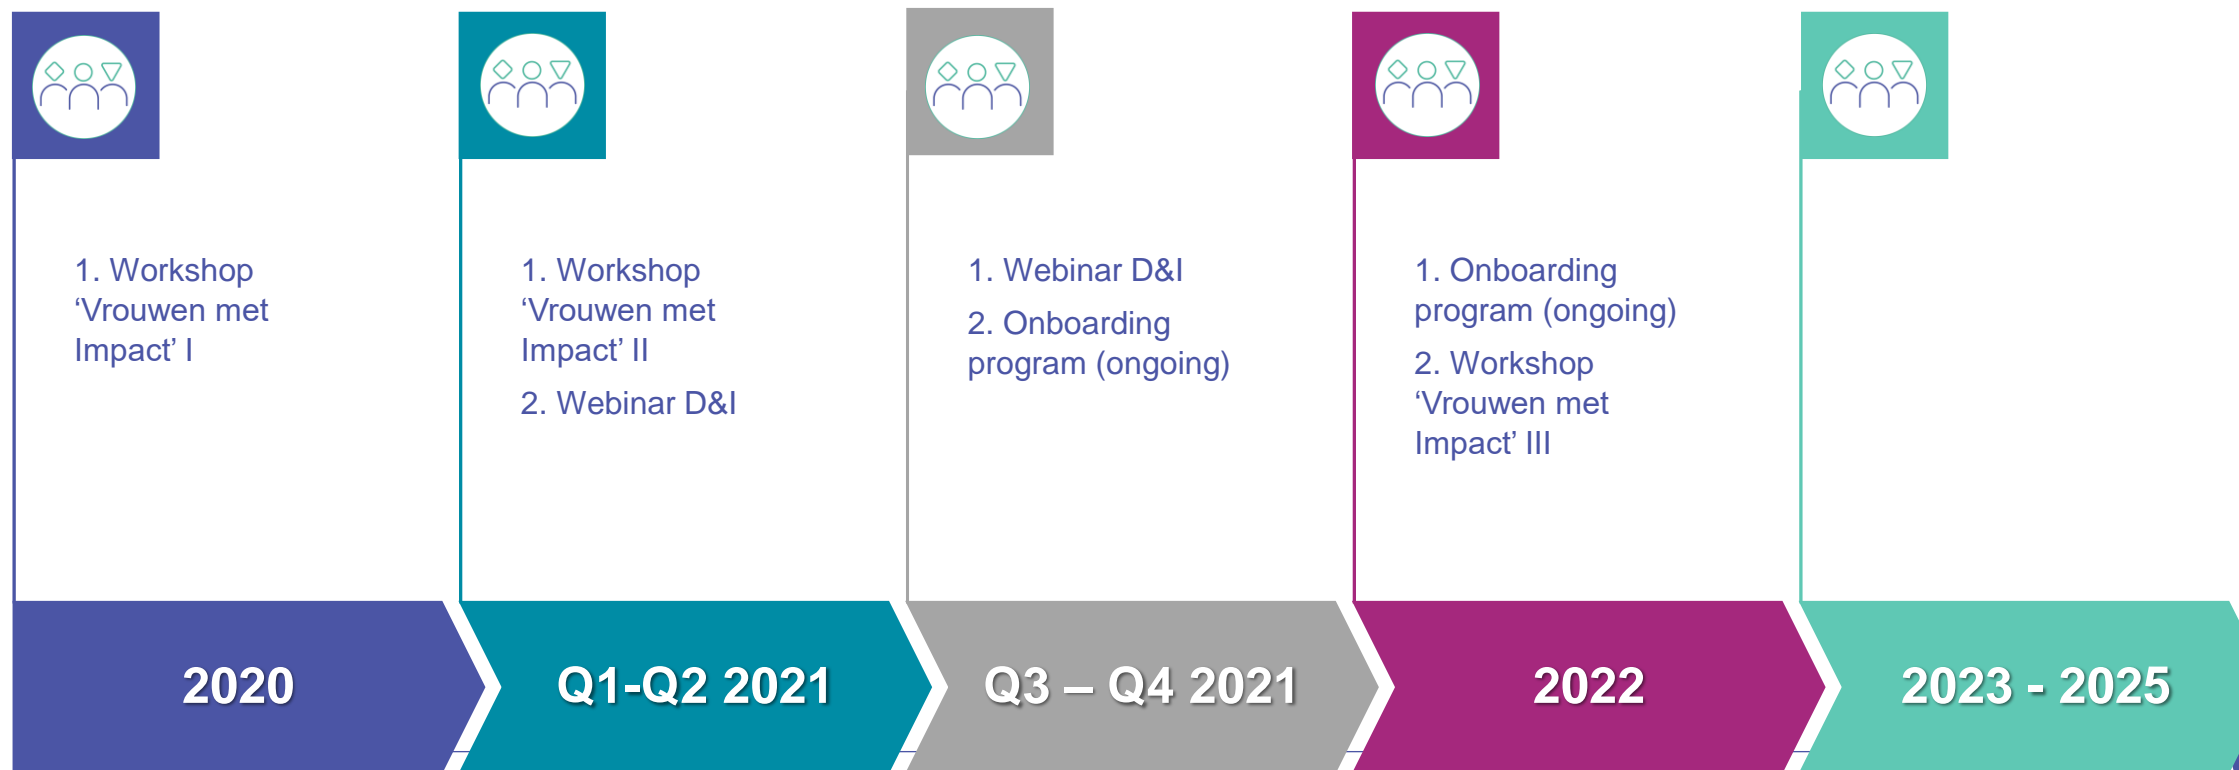 1. Workshop
‘Vrouwen met
Impact’ I
1. Workshop
‘Vrouwen met
Impact’ II
2. Webinar D&I
1. Webinar D&I
2. Onboarding
program (ongoing)
1. Onboarding
program (ongoing)
2. Workshop
‘Vrouwen met
Impact’ III
2020
Q1-Q2 2021
Q3 – Q4 2021
2022
2023 - 2025